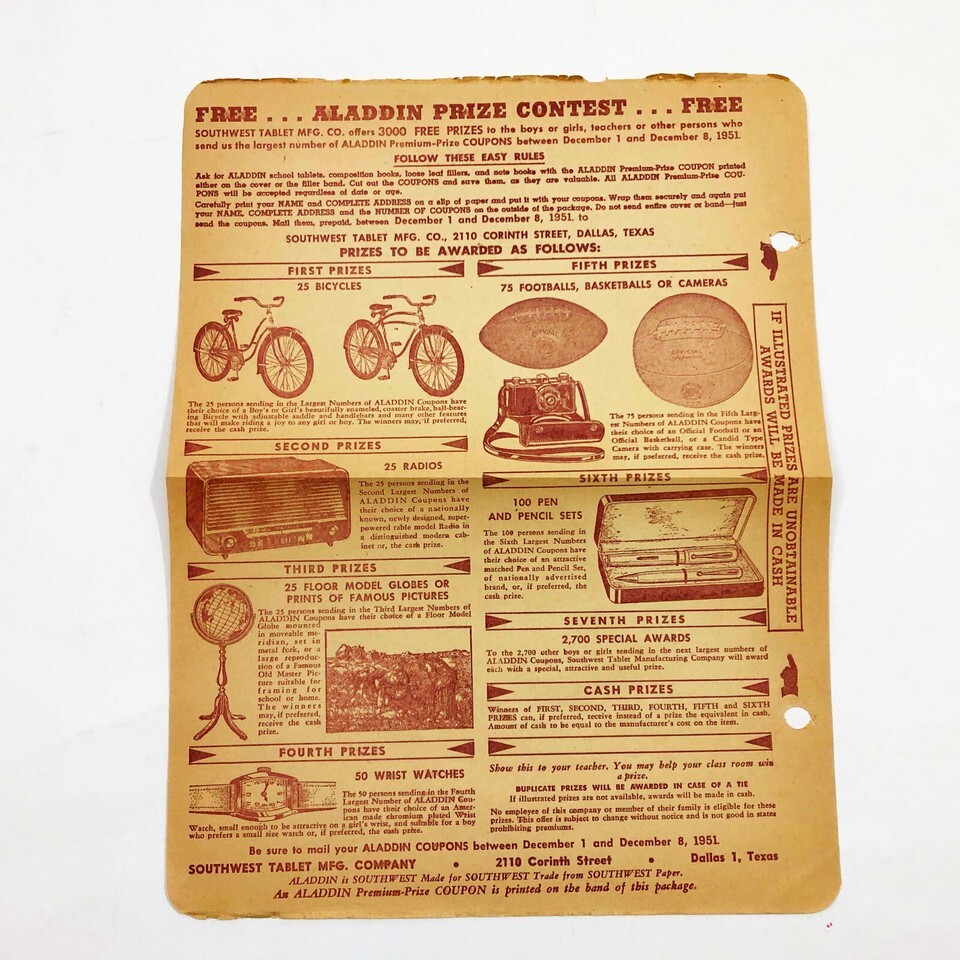 FREE . . . ALADDIN PRIZE CONTEST . . . FREE
SOUTHWEST TABLET MFG. CO. offers 3000 FREE PRIZES to the boys or girls, teachers or other persons who
send us the largest number of ALADDIN Premium-Prize COUPONS between December 1 and December 8, 1951.
FOLLOW THESE EASY RULES
Ask for ALADDIN school tablets, composition books, loose leaf fillers, and note books with the ALADDIN Premium-Prize COUPON printed
either on the cover or the filler band. Cut out the COUPONS and save them, as they are valuable. All ALADDIN Premium-Prize COU-
PONS will be accepted regardless of date or age.
Carefully print your NAME and COMPLETE ADDRESS on a slip of paper and put it with your coupons. Wrap them securely and again put
your NAME, COMPLETE ADDRESS and the NUMBER OF COUPONS on the outside of the package. Do not send entire cover or band—just
send the coupons. Mail them, prepaid, between December 1 and December 8, 1951, to
SOUTHWEST TABLET MFG. CO., 2110 CORINTH STREET, DALLAS, TEXAS
PRIZES TO BE AWARDED AS FOLLOWS:
FIRST PRIZES
25 BICYCLES
The 25 persons sending in the Largest Numbers of ALADDIN Coupons have
their choice of a Boy's or Girl's beautifully enameled, coaster brake, ball-bear-
ing Bicycle with adjustable saddle and handlebars and many other features
that will make riding a joy to any girl or boy. The winners may, if preferred,
receive the cash prize.
SECOND PRIZES
25 RADIOS
The 25 persons sending in the
Second Largest Numbers of
ALADDIN Coupons have
their choice of a nationally
known, newly designed, super-
powered table model Radio in
a distinguished modern cab-
inet or, the cash prize.
THIRD PRIZES
25 FLOOR MODEL GLOBES OR
PRINTS OF FAMOUS PICTURES
The 25 persons sending in the Third Largest Numbers of
ALADDIN Coupons have their choice of a Floor Model
Globe mounted
in moveable me-
ridian, set in
metal fork, or a
large reproduc-
tion of a Famous
Old Master Pic-
ture suitable for
framing for
school or home.
The winners
may, if preferred,
receive the cash
prize.
FOURTH PRIZES
50 WRIST WATCHES
The 50 persons sending in the Fourth
Largest Number of ALADDIN Cou-
pons have their choice of an Amer-
ican made chromium plated Wrist
Watch, small enough to be attractive on a girl's wrist, and suitable for a boy
who prefers a small size watch or, if preferred, the cash prize.
FIFTH PRIZES
75 FOOTBALLS, BASKETBALLS OR CAMERAS
OFFICIAL
OFFICIAL
The 75 persons sending in the Fifth Larg-
est Numbers of ALADDIN Coupons have
their choice of an Official Football or an
Official Basketball, or a Candid Type
Camera with carrying case. The winners
may, if preferred, receive the cash prize.
SIXTH PRIZES
100 PEN
AND PENCIL SETS
The 100 persons sending in
the Sixth Largest Numbers
of ALADDIN Coupons have
their choice of an attractive
matched Pen and Pencil Set,
of nationally advertised
brand, or, if preferred, the
cash prize.
SEVENTH PRIZES
2,700 SPECIAL AWARDS
To the 2,700 other boys or girls sending in the next largest numbers of
ALADDIN Coupons, Southwest Tablet Manufacturing Company will award
each with a special, attractive and useful prize.
CASH PRIZES
Winners of FIRST, SECOND, THIRD, FOURTH, FIFTH and SIXTH
PRIZES can, if preferred, receive instead of a prize the equivalent in cash.
Amount of cash to be equal to the manufacturer's cost on the item.
Show this to your teacher. You may help your class room win
a prize.
DUPLICATE PRIZES WILL BE AWARDED IN CASE OF A TIE
If illustrated prizes are not available, awards will be made in cash.
No employee of this company or member of their family is eligible for these
prizes. This offer is subject to change without notice and is not good in states
prohibiting premiums.
IF ILLUSTRATED PRIZES ARE UNOBTAINABLE
AWARDS WILL BE MADE IN CASH
Be sure to mail your ALADDIN COUPONS between December 1 and December 8, 1951.
SOUTHWEST TABLET MFG. COMPANY • 2110 Corinth Street • Dallas 1, Texas
ALADDIN is SOUTHWEST Made for SOUTHWEST Trade from SOUTHWEST Paper.
An ALADDIN Premium-Prize COUPON is printed on the band of this package.